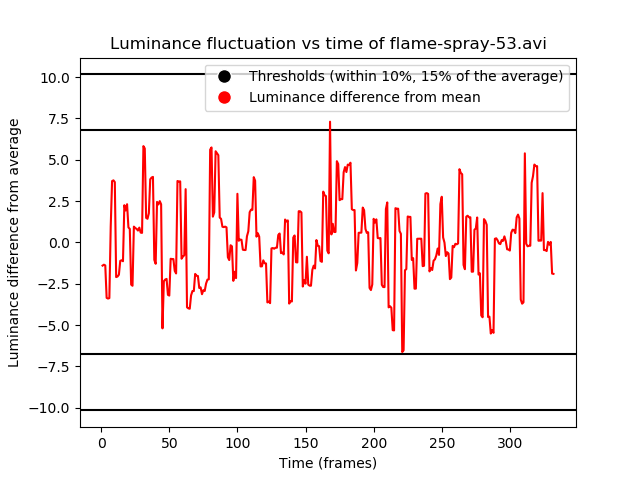 Luminance fluctuation vs time of flame-spray-53.avi
Thresholds (within 10%, 15% of the average)
Luminance difference from mean
Luminance difference from average
10.0
7.5
5.0
2.5
0.0
−2.5
−5.0
−7.5
−10.0
0 50 100 150 200 250 300
Time (frames)